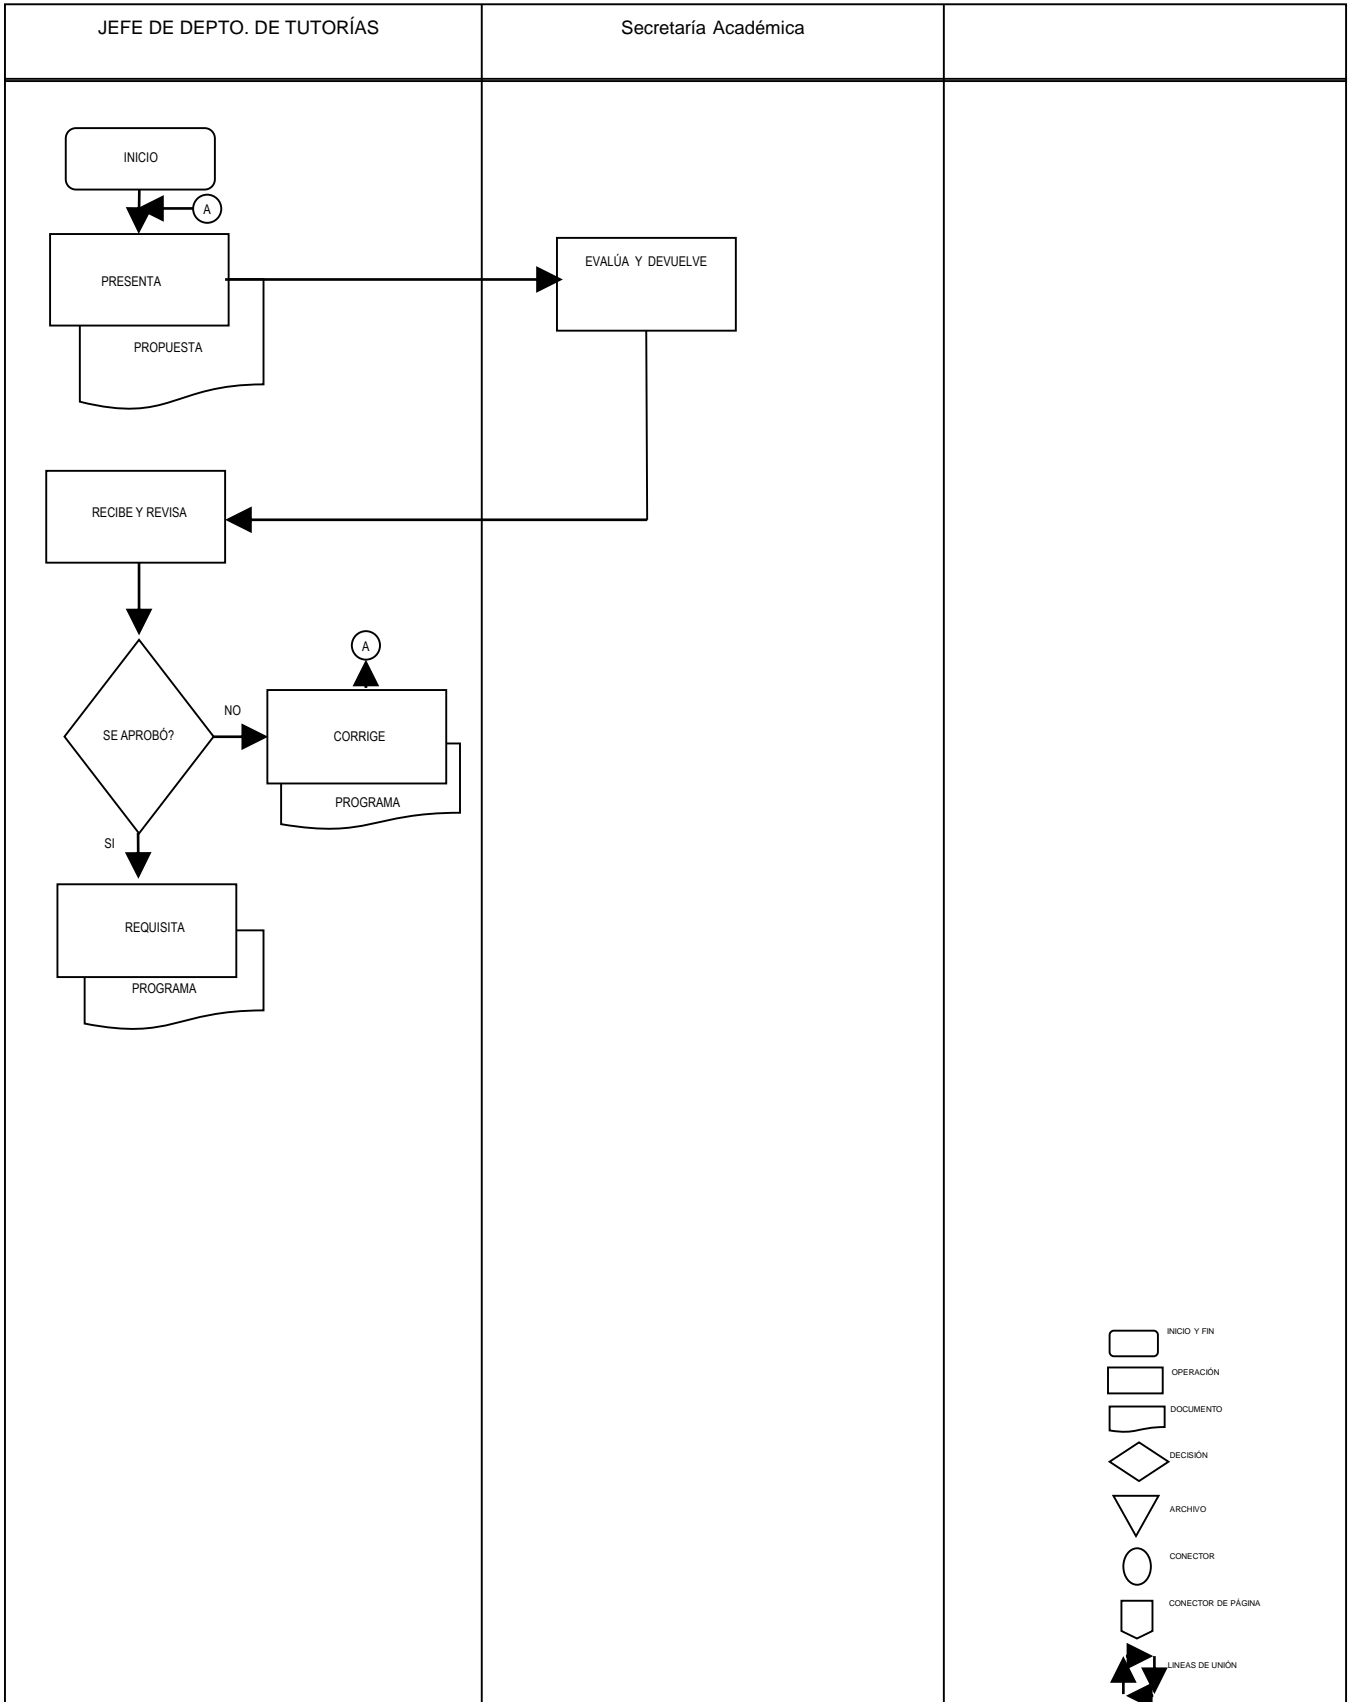 JEFE DE DEPTO. DE TUTORÍAS
Secretaría Académica
INICIO
A
PRESENTA
EVALÚA Y DEVUELVE
PROPUESTA
RECIBE Y REVISA
A
NO
SE APROBÓ?
CORRIGE
PROGRAMA
SI
REQUISITA
PROGRAMA
INICIO Y FIN
OPERACIÓN
DOCUMENTO
DECISIÓN
ARCHIVO
CONECTOR
CONECTOR DE PÁGINA
LINEAS DE UNIÓN